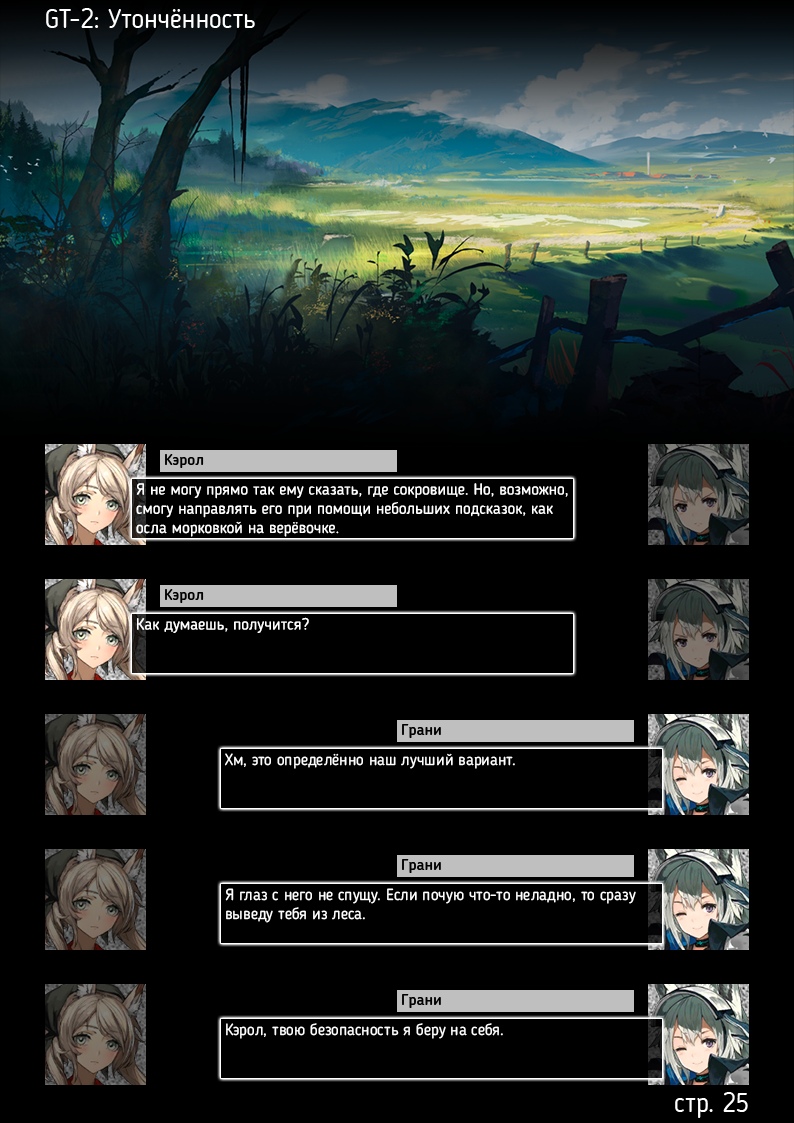 GT-2: Утончённость
Кэрол
Я не могу прямо так ему сказать, где сокровище. Но, возможно,
смогу направлять его при помощи небольших подсказок, как
осла морковкой на верёвочке.
Кэрол
Как думаешь, получится?
Грани
Хм, это определённо наш лучший вариант.
Грани
Я глаз с него не спущу. Если почую что-то неладно, то сразу
выведу тебя из леса.
Грани
Кэрол, твою безопасность я беру на себя.
стр. 25